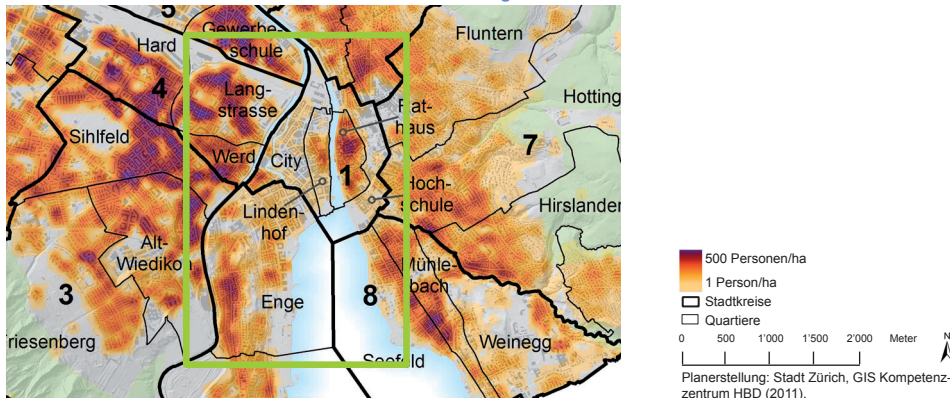 5
Gewerbe-
schule
Hard
Fluntern
4
Lang-
strasse
Rat-
haus
Hotting
7
Sihlfeld
Werd
City
1
Hoch-
schule
Linden-
hof
Hirslanden
Alt-
Wiedikon
Mühle-
bach
3
Enge
8
riesenberg
Seefeld
Weinegg
500 Personen/ha
1 Person/ha
Stadtkreise
Quartiere
0 500 1'000 1'500 2'000 Meter
N
Planerstellung: Stadt Zürich, GIS Kompetenz-
zentrum HBD (2011).